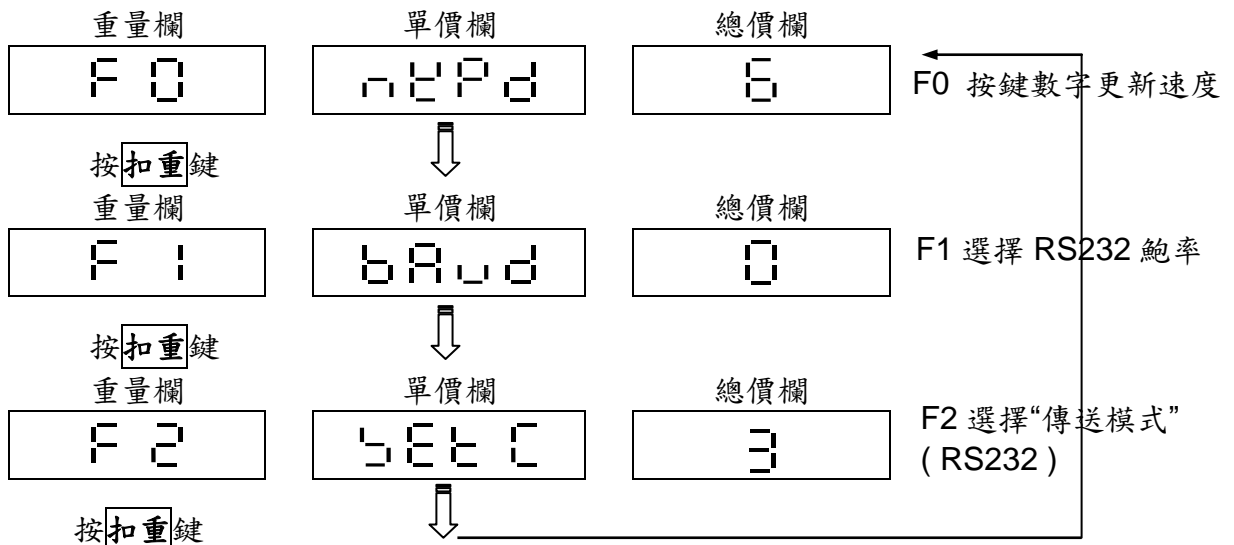 重量欄 單價欄 總價欄
F 0 6 F0 按鍵數字更新速度
按扣重鍵
重量欄 單價欄 總價欄
F 1 bAud 0 F1 選擇 RS232 鮑率
按扣重鍵
重量欄 單價欄 總價欄
F 2 SEtC 3 F2 選擇“傳送模式”
( RS232 )
按扣重鍵